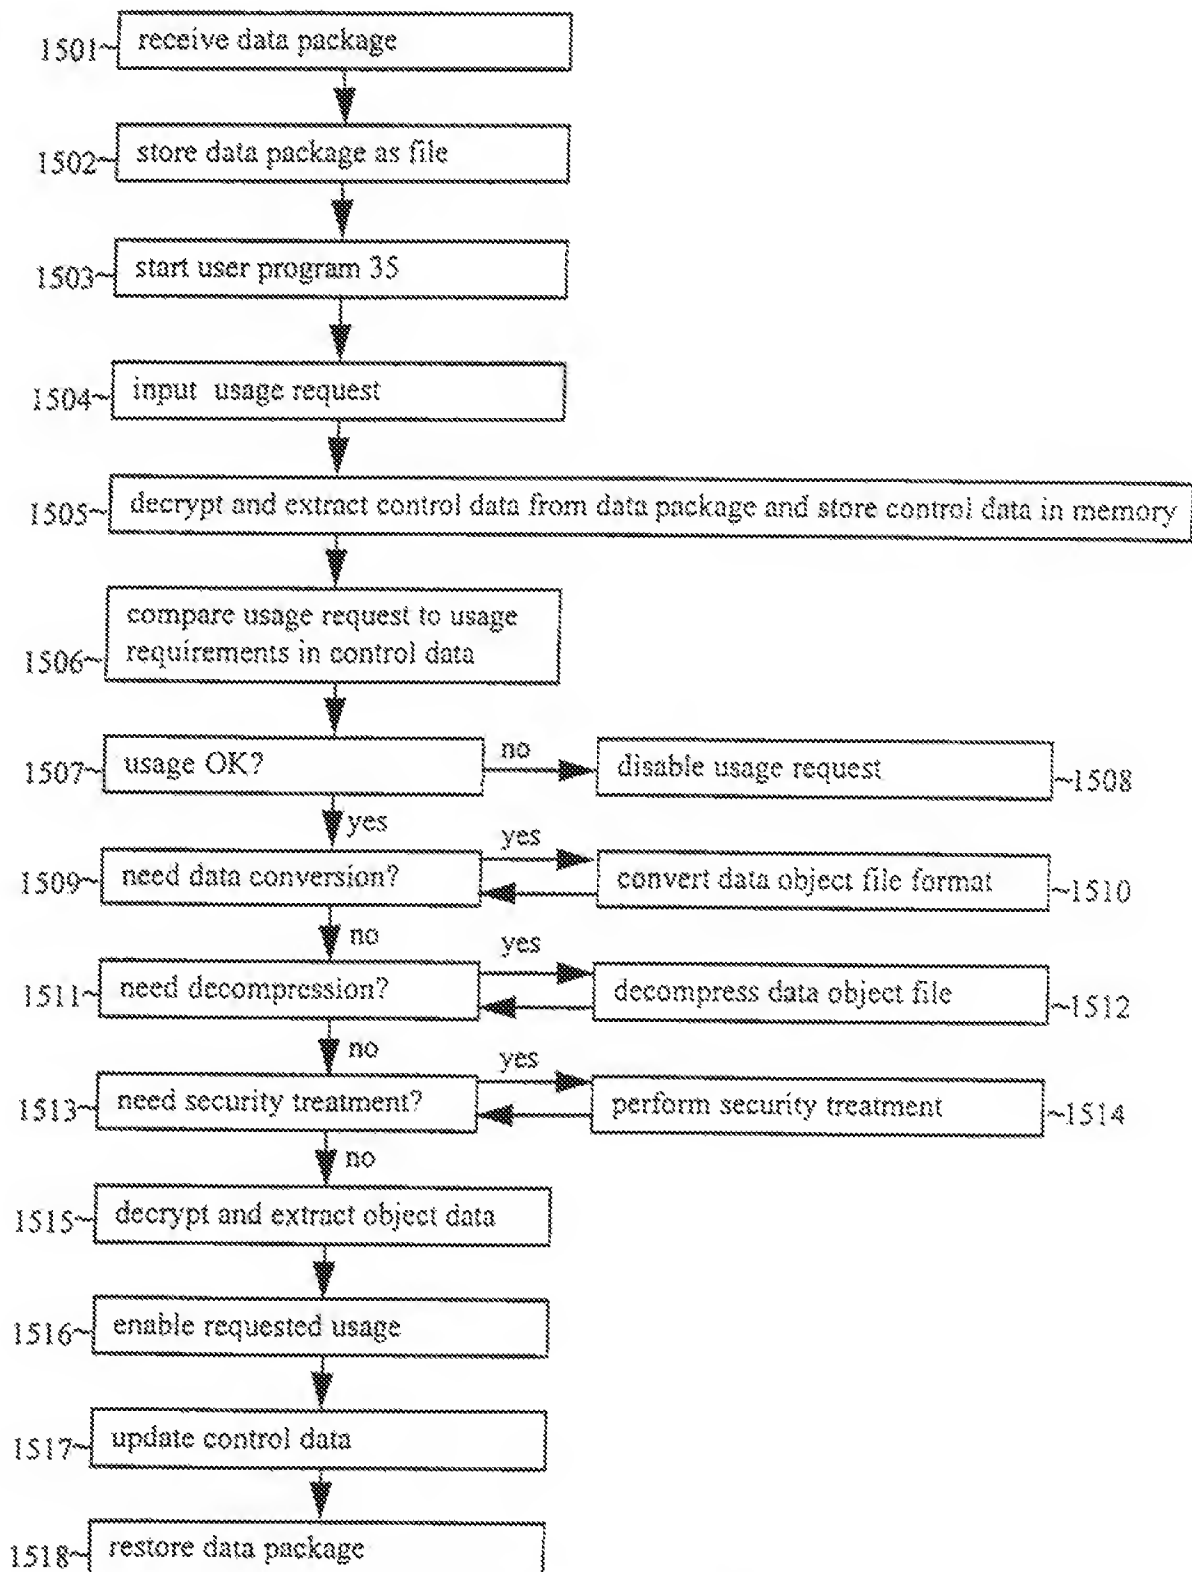 1501 receive data package
1502 store data package as file
1503 start user program 35
1504 input usage request
1505 decrypt and extract control data from data package and store control data in memory
1506 compare usage request to usage
requirements in control data
1507 usage OK? no disable usage request 1508
yes yes
1509 need data conversion? convert data object file format 1510
no yes
1511 need decompression? decompress data object file 1512
no yes
1513 need security treatment? perform security treatment 1514
no
1515 decrypt and extract object data
1516 enable requested usage
1517 update control data
1518 restore data package